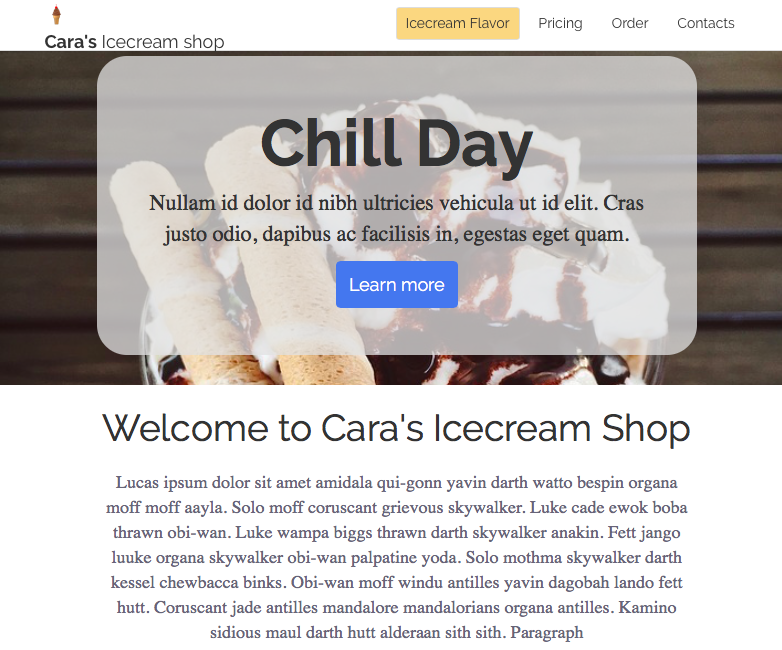 Cara's Icecream shop
Icecream Flavor
Pricing
Order
Contacts
Chill Day
Nullam id dolor id nibh ultricies vehicula ut id elit. Cras
justo odio, dapibus ac facilisis in, egestas eget quam.
Learn more
Welcome to Cara's Icecream Shop
Lucas ipsum dolor sit amet amidala qui-gonn yavin darth watto bespin organa
moff moff aayla. Solo moff coruscant grievous skywalker. Luke cade ewok boba
thrawn obi-wan. Luke wampa biggs thrawn darth skywalker anakin. Fett jango
luuke organa skywalker obi-wan palpatine yoda. Solo mothma skywalker darth
kessel chewbacca binks. Obi-wan moff windu antilles yavin dagobah lando fett
hutt. Coruscant jade antilles mandalore mandalorians organa antilles. Kamino
sidious maul darth hutt alderaan sith sith. Paragraph